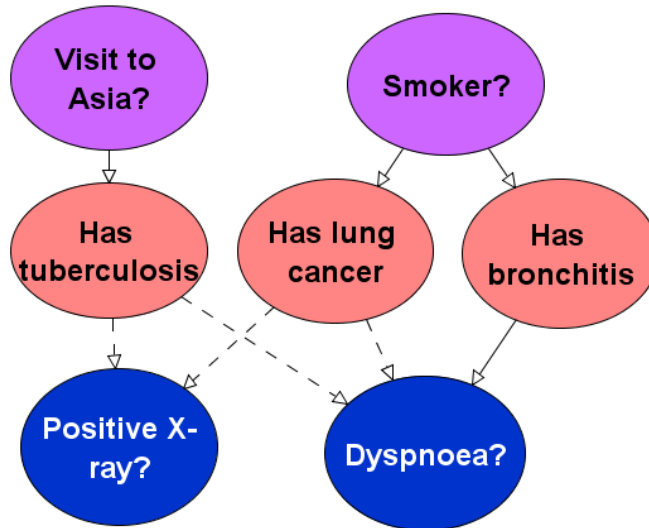 Visit to
Asia?
Smoker?
Has
tuberculosis
Has lung
cancer
Has
bronchitis
Positive X-
ray?
Dyspnoea?